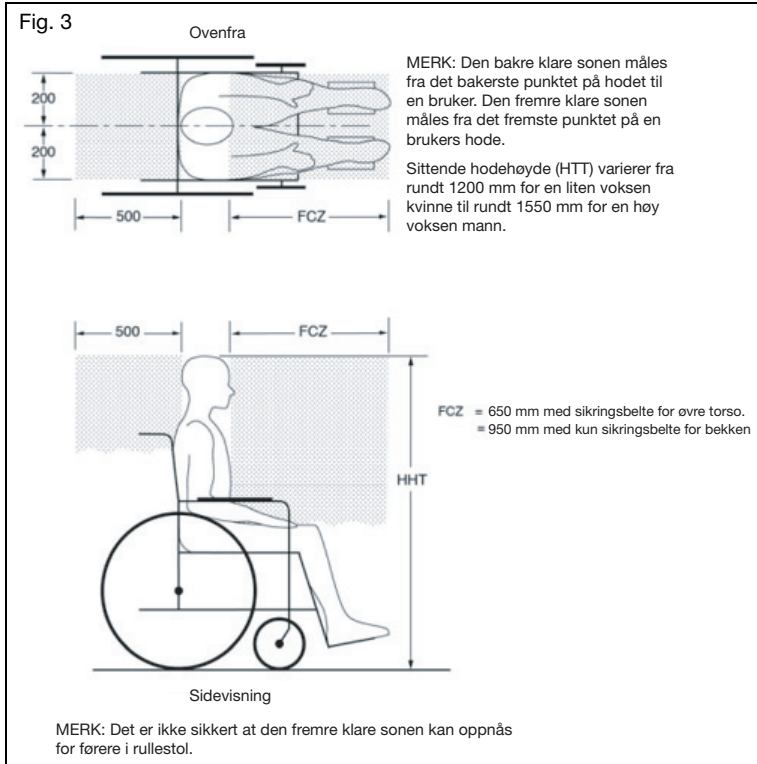 Fig. 3
Ovenfra
200
200
500
FCZ
MERK: Den bakre klare sonen måles
fra det bakerste punktet på hodet til
en bruker. Den fremre klare sonen
måles fra det fremste punktet på en
brukers hode.
Sittende hodehøyde (HTT) varierer fra
rundt 1200 mm for en liten voksen
kvinne til rundt 1550 mm for en høy
voksen mann.
500
FCZ
HHT
FCZ = 650 mm med sikringsbelte for øvre torso.
= 950 mm med kun sikringsbelte for bekken
Sidevisning
MERK: Det er ikke sikkert at den fremre klare sonen kan oppnås
for førere i rullestol.